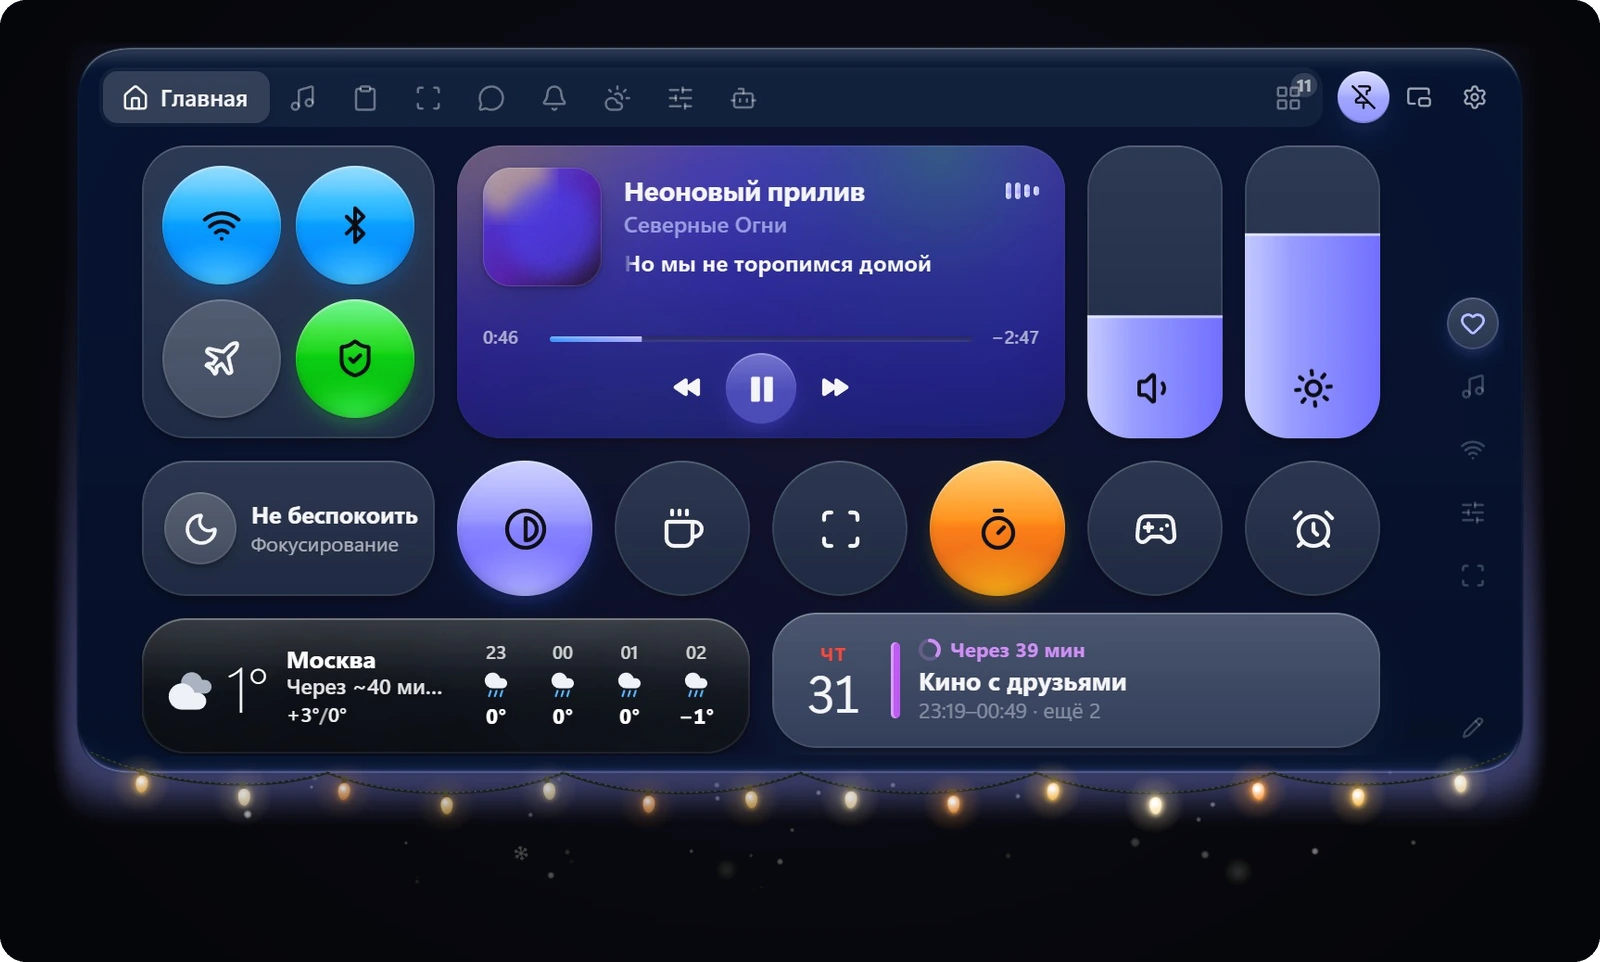 Главная
11
Неоновый прилив
Северные Огни
Но мы не торопимся домой
0:46
−2:47
Не беспокоить
Фокусирование
1°
Москва
Через ~40 ми...
+3°/0°
23 00 01 02
0° 0° 0° −1°
ЧТ
31
Через 39 мин
Кино с друзьями
23:19–00:49 · ещё 2